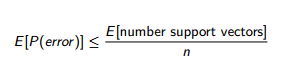 E[P(error)] ≤ E[number support vectors] / n